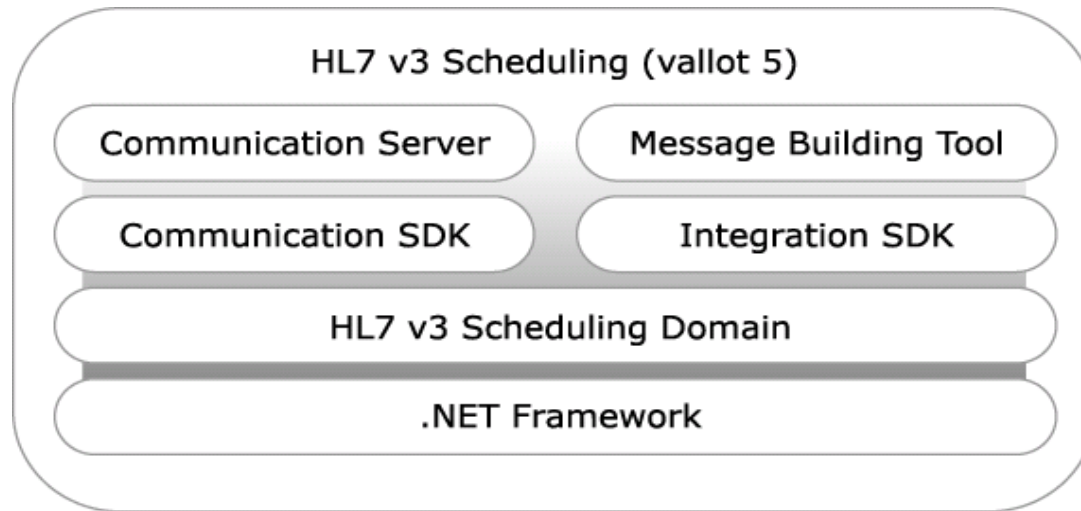 HL7 v3 Scheduling (vallot 5)
Communication Server
Message Building Tool
Communication SDK
Integration SDK
HL7 v3 Scheduling Domain
.NET Framework